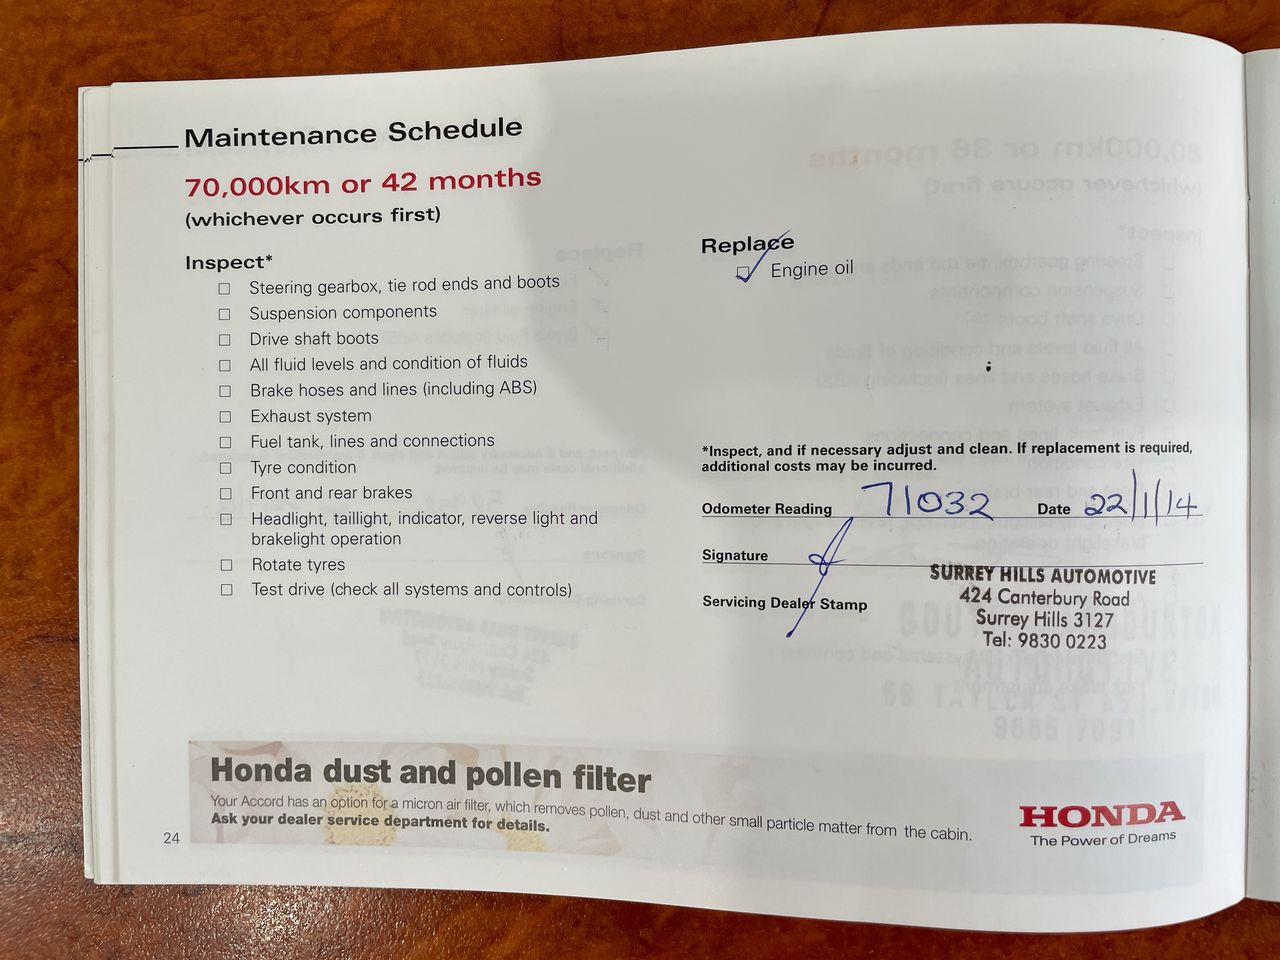 Maintenance Schedule
70,000km or 42 months
(whichever occurs first)
Inspect*
Steering gearbox, tie rod ends and boots
Suspension components
Drive shaft boots
All fluid levels and condition of fluids
Brake hoses and lines (including ABS)
Exhaust system
Fuel tank, lines and connections
Tyre condition
Front and rear brakes
Headlight, taillight, indicator, reverse light and
brakelight operation
Rotate tyres
Test drive (check all systems and controls)
Replace
Engine oil
*Inspect, and if necessary adjust and clean. If replacement is required,
additional costs may be incurred.
Odometer Reading 71032 Date 22/1/14
Signature
Servicing Dealer Stamp
SURREY HILLS AUTOMOTIVE
424 Canterbury Road
Surrey Hills 3127
Tel: 9830 0223
Honda dust and pollen filter
Your Accord has an option for a micron air filter, which removes pollen, dust and other small particle matter from the cabin.
Ask your dealer service department for details.
HONDA
The Power of Dreams
24